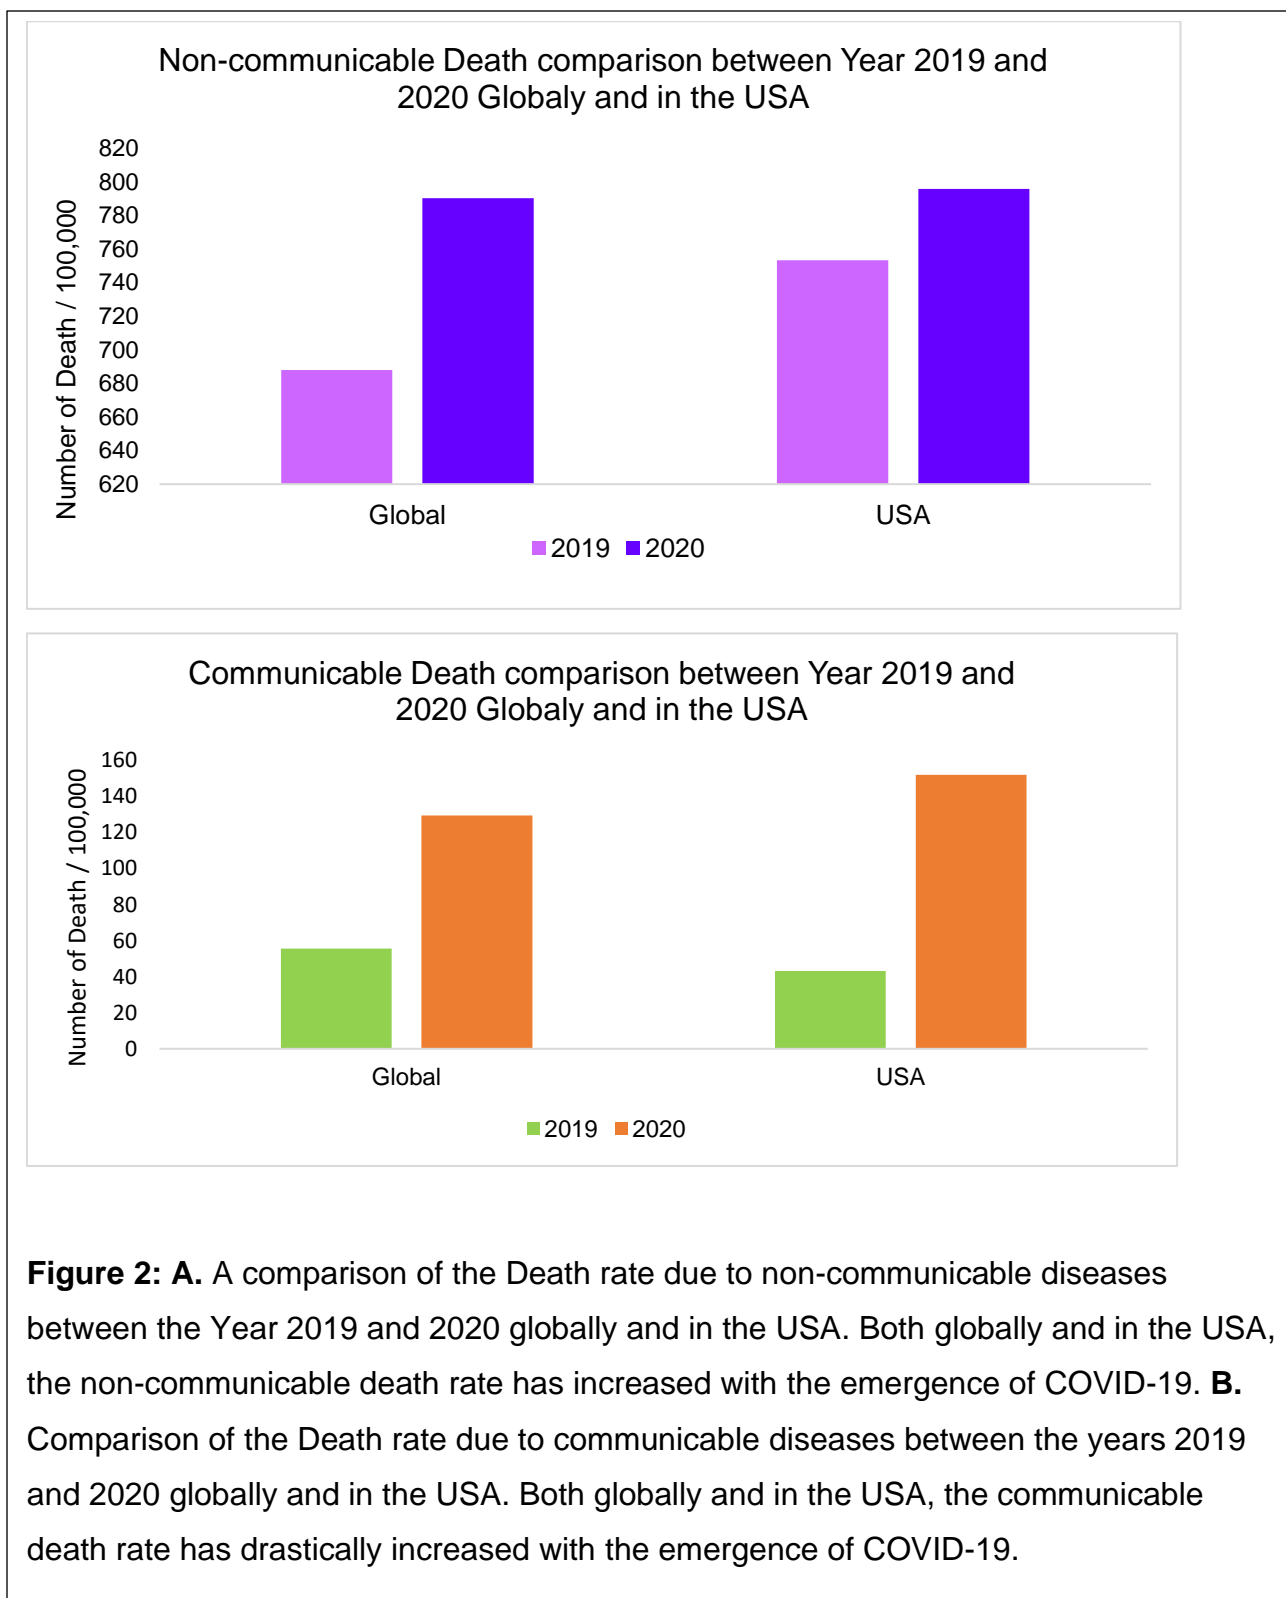 Non-communicable Death comparison between Year 2019 and
2020 Globaly and in the USA
Number of Death / 100,000
820
800
780
760
740
720
700
680
660
640
620
Global
USA
2019
2020
Communicable Death comparison between Year 2019 and
2020 Globaly and in the USA
Number of Death / 100,000
160
140
120
100
80
60
40
20
0
Global
USA
2019
2020
Figure 2: A. A comparison of the Death rate due to non-communicable diseases
between the Year 2019 and 2020 globally and in the USA. Both globally and in the USA,
the non-communicable death rate has increased with the emergence of COVID-19. B.
Comparison of the Death rate due to communicable diseases between the years 2019
and 2020 globally and in the USA. Both globally and in the USA, the communicable
death rate has drastically increased with the emergence of COVID-19.